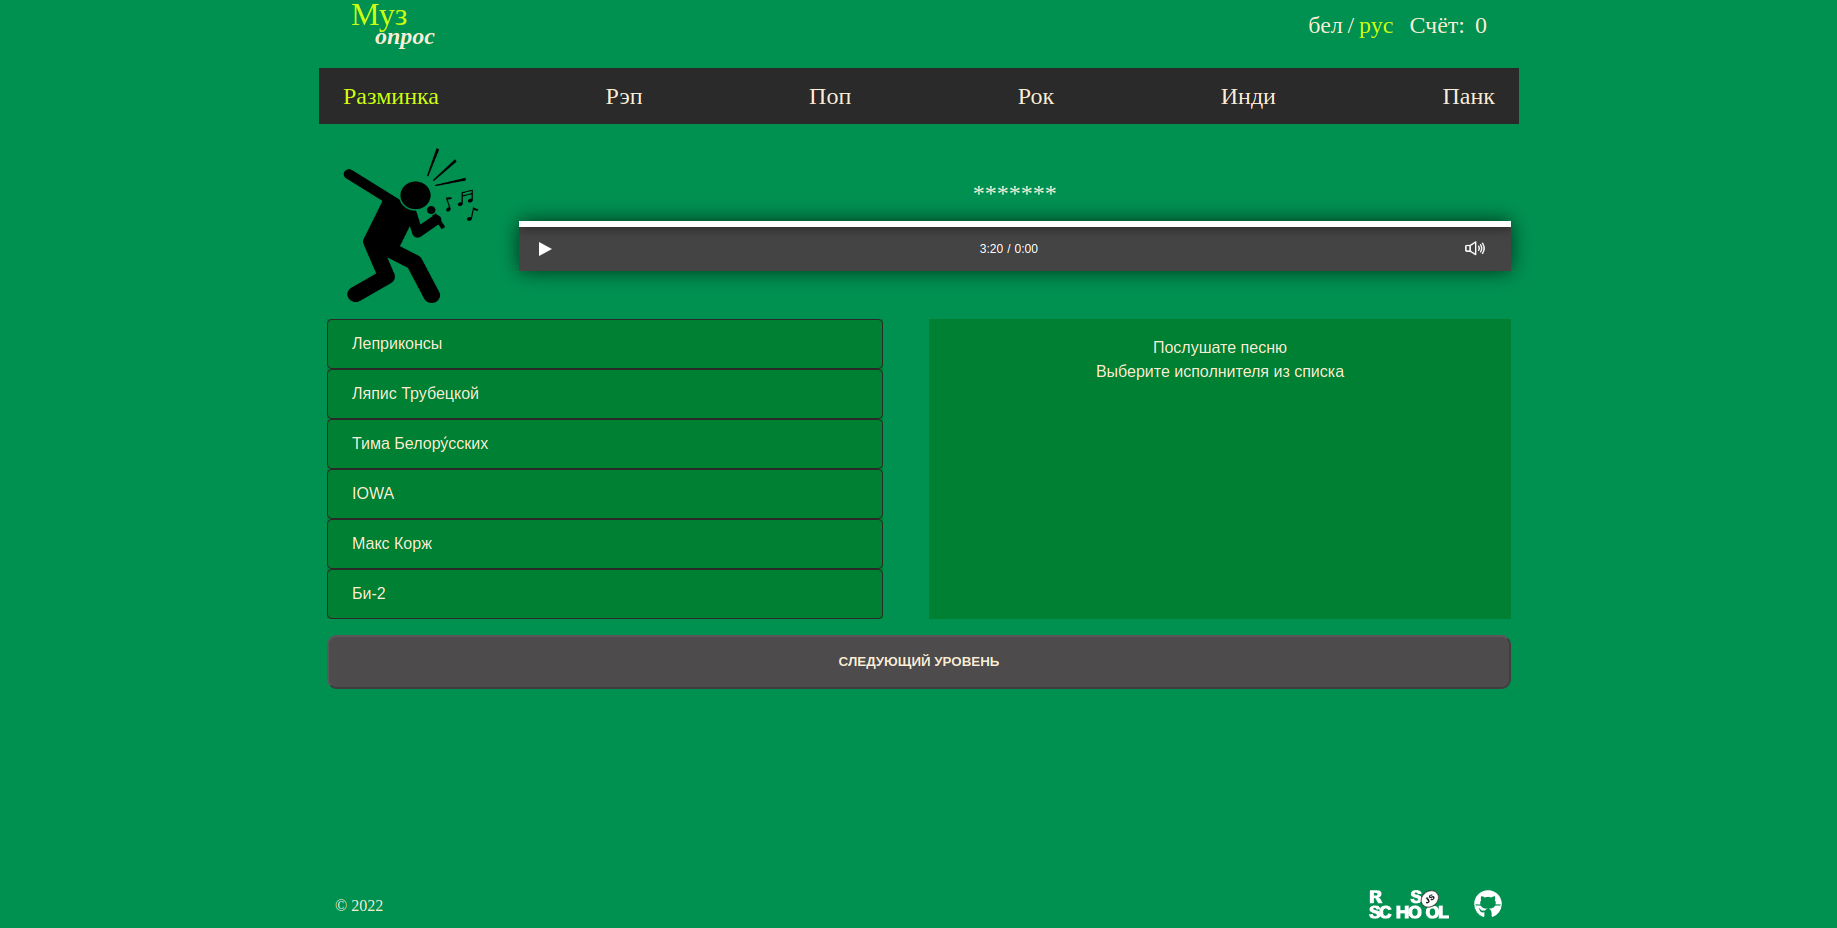 Муз
опрос
бел / рус Счёт: 0
Разминка Рэп Поп Рок Инди Панк
*******
3:20 / 0:00
Леприконсы
Ляпис Трубецкой
Тима Белору́сских
IOWA
Макс Корж
Би-2
Послушате песню
Выберите исполнителя из списка
СЛЕДУЮЩИЙ УРОВЕНЬ
© 2022
R S JS
SCHOOL